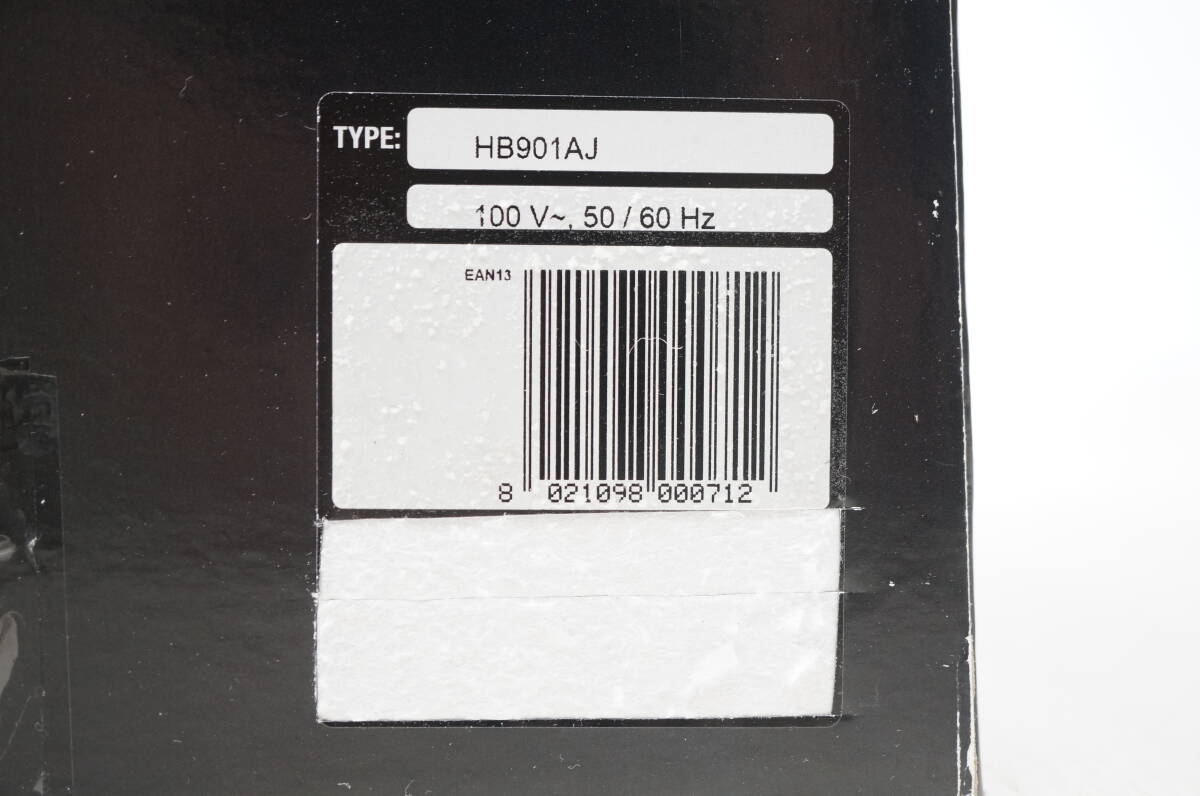 TYPE: HB901AJ
100 V~, 50 / 60 Hz
EAN13
8 021098 000712